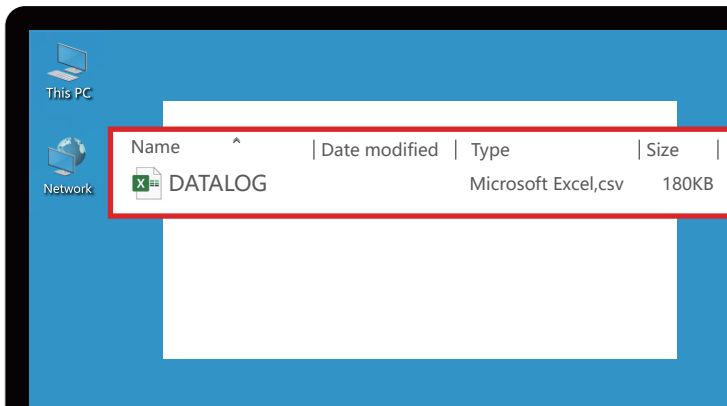 This PC
Name Date modified Type Size
DATALOG Microsoft Excel,csv 180KB
Network